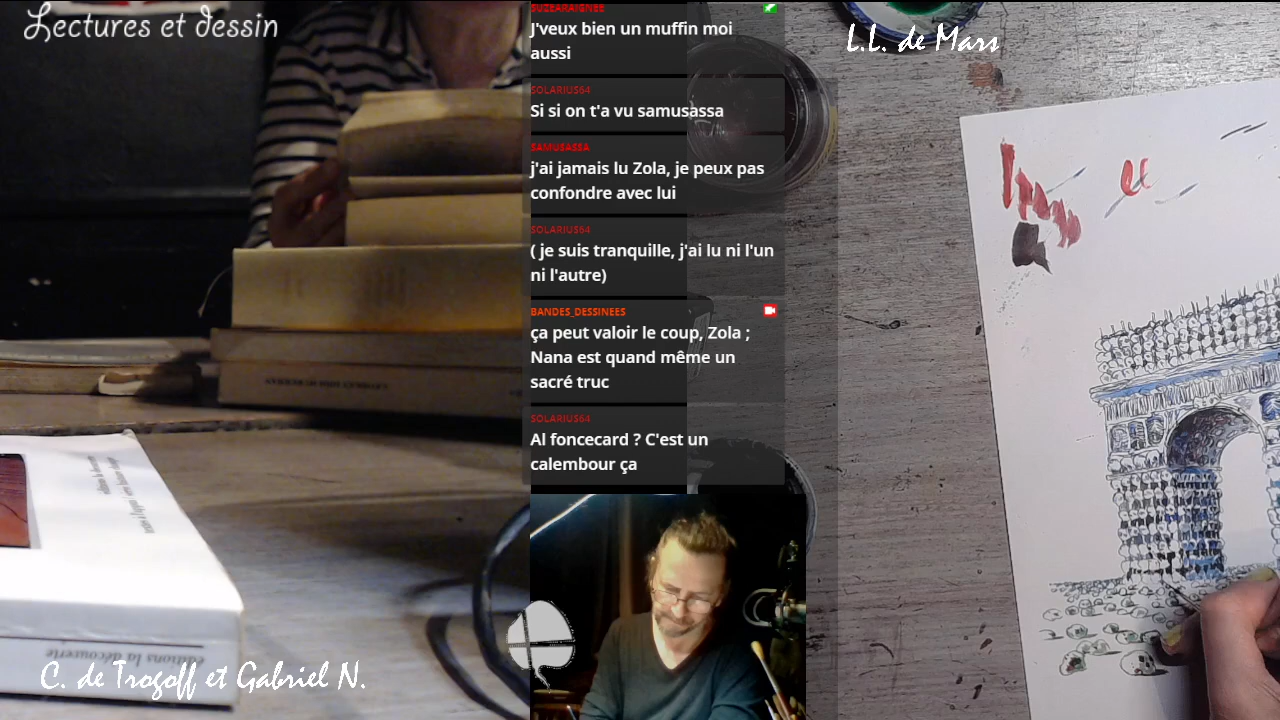 Lectures et dessin
L.L. de Mars
SUZEARAIGNEE
J'veux bien un muffin moi
aussi
SOLARIUS64
Si si on t'a vu samusassa
SAMUSASSA
j'ai jamais lu Zola, je peux pas
confondre avec lui
SOLARIUS64
( je suis tranquille, j'ai lu ni l'un
ni l'autre)
BANDES_DESSINEES
ça peut valoir le coup, Zola ;
Nana est quand même un
sacré truc
SOLARIUS64
Al foncecard ? C'est un
calembour ça
éditions la découverte
C. de Trogoff et Gabriel N.